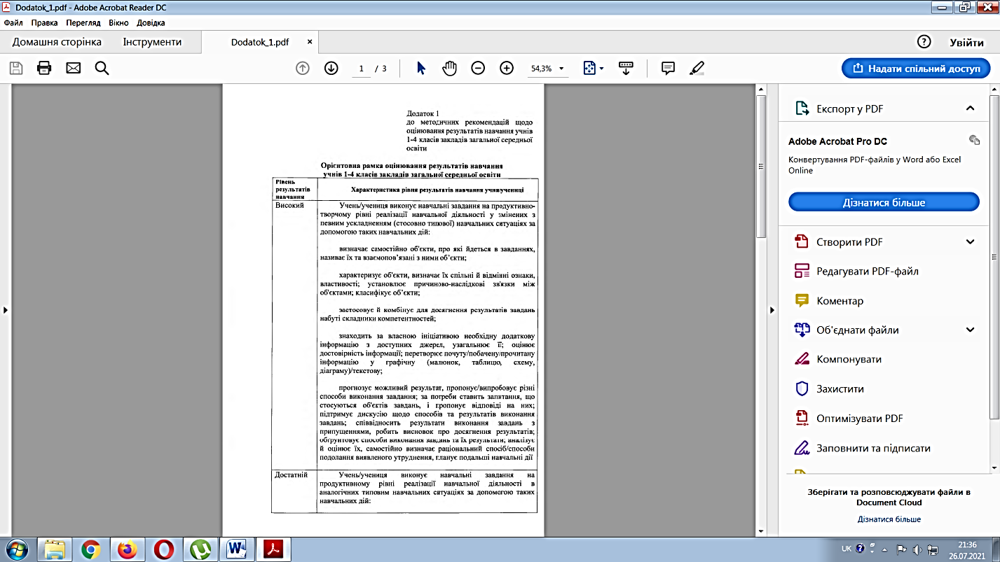 Dodatok_1.pdf - Adobe Acrobat Reader DC
Файл Правка Перегляд Вікно Довідка
Домашня сторінка Інструменти Dodatok_1.pdf × Увійти
1 / 3 54,3% Надати спільний доступ
Додаток 1
до методичних рекомендацій щодо
оцінювання результатів навчання учнів
1-4 класів закладів загальної середньої
освіти
Орієнтовна рамка оцінювання результатів навчання
учнів 1-4 класів закладів загальної середньої освіти
Рівень
результатів
навчання
Характеристика рівня результатів навчання учня/учениці
Високий
Учень/учениця виконує навчальні завдання на продуктивно-
творчому рівні реалізації навчальної діяльності у змінених з
певним ускладненням (стосовно типової) навчальних ситуаціях за
допомогою таких навчальних дій:
визначає самостійно об'єкти, про які йдеться в завданнях,
називає їх та взаємопов'язані з ними об'єкти;
характеризує об'єкти, визначає їх спільні й відмінні ознаки,
властивості; установлює причиново-наслідкові зв'язки між
об'єктами; класифікує об'єкти;
застосовує й комбінує для досягнення результатів завдань
набуті складники компетентностей;
знаходить за власною ініціативою необхідну додаткову
інформацію з доступних джерел, узагальнює її; оцінює
достовірність інформації; перетворює почуту/побачену/прочитану
інформацію у графічну (малюнок, таблицю, схему,
діаграму)/текстову;
прогнозує можливий результат, пропонує/випробовує різні
способи виконання завдання; за потреби ставить запитання, що
стосуються об'єктів завдань, і пропонує відповіді на них;
підтримує дискусію щодо способів та результатів виконання
завдань; співвідносить результати виконання завдань з
припущеннями, робить висновок про досягнення результатів;
обґрунтовує способи виконання завдань та їх результати; аналізує
й оцінює їх, самостійно визначає раціональний спосіб/способи
подолання виявленого утруднення, планує подальші навчальні дії
Достатній
Учень/учениця виконує навчальні завдання на
продуктивному рівні реалізації навчальної діяльності в
аналогічних типовим навчальних ситуаціях за допомогою таких
навчальних дій:
Експорт у PDF
Adobe Acrobat Pro DC
Конвертування PDF-файлів у Word або Excel
Online
Дізнатися більше
Створити PDF
Редагувати PDF-файл
Коментар
Об'єднати файли
Компонувати
Захистити
Оптимізувати PDF
Заповнити та підписати
Зберігати та розповсюджувати файли в
Document Cloud
Дізнатися більше
UK 21:36
26.07.2021